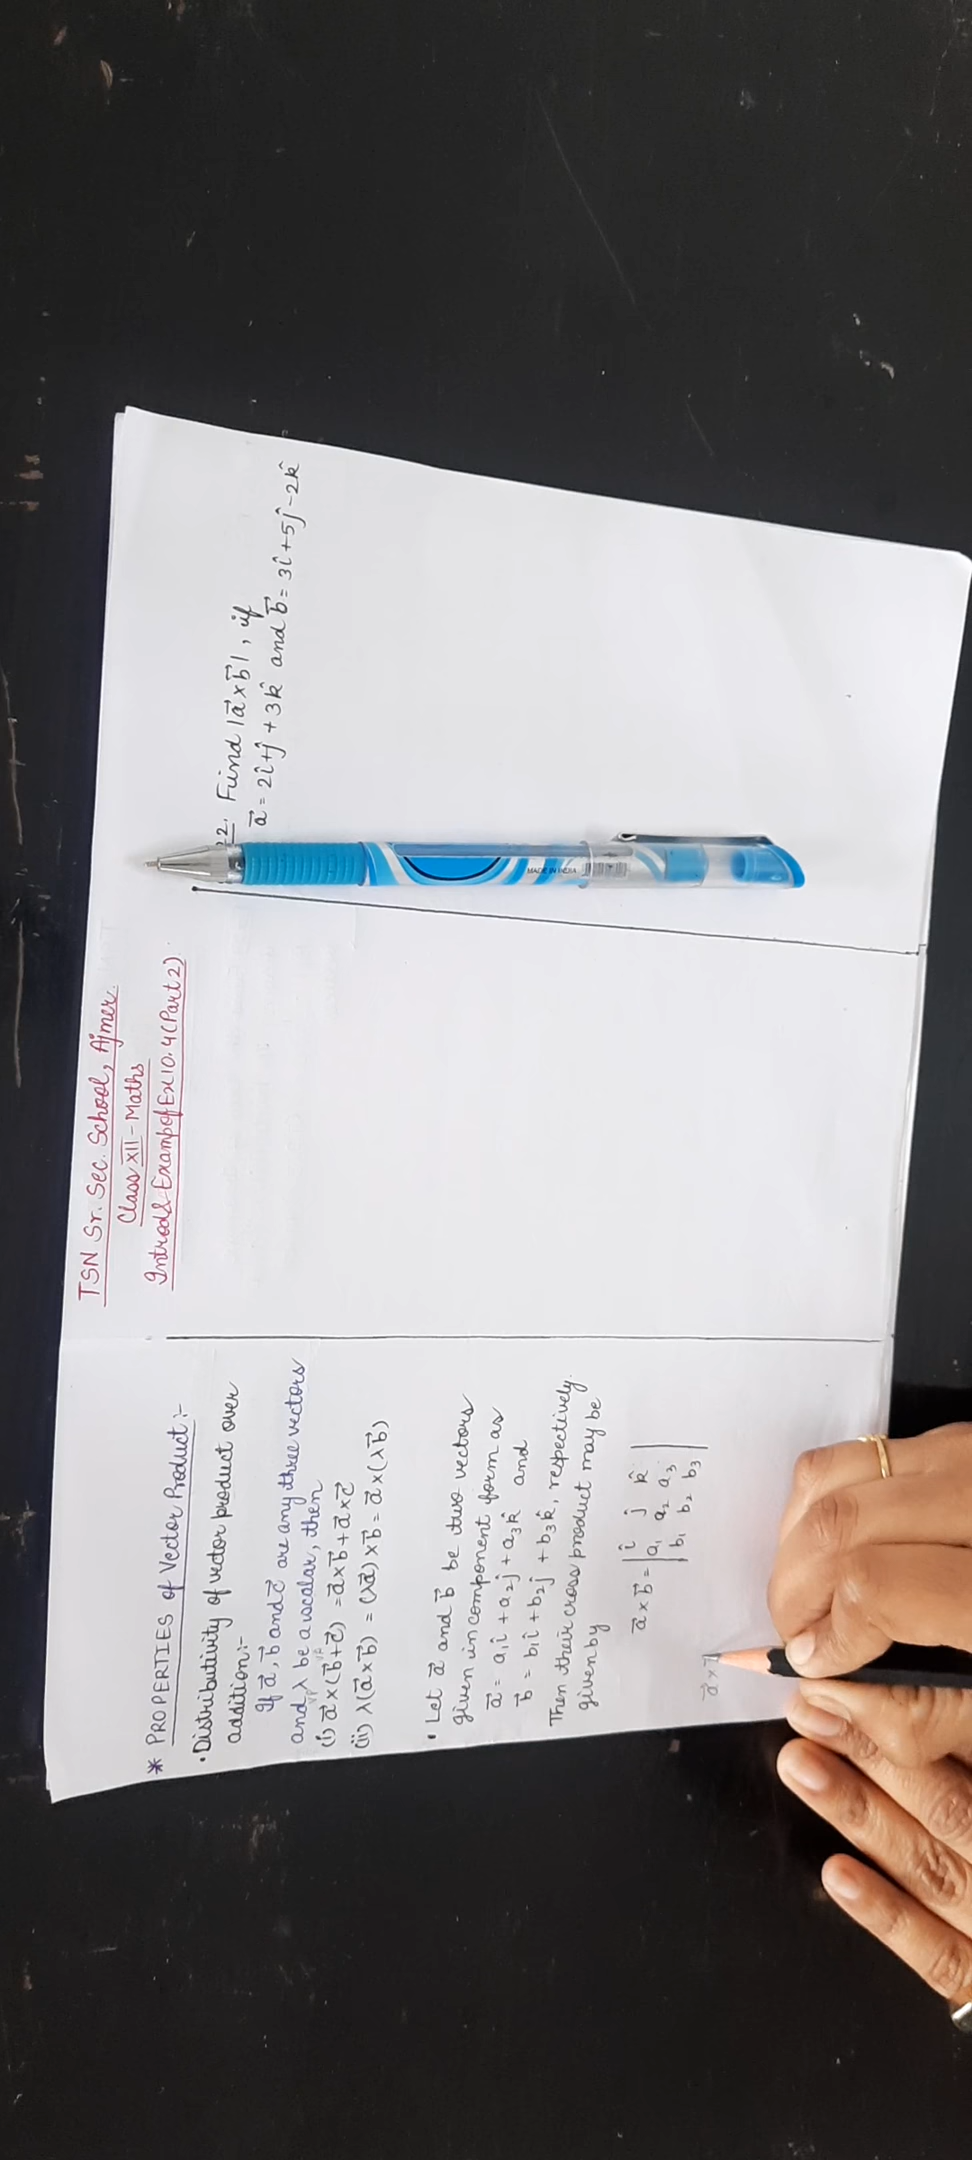 TSN Sr. Sec. School, Ajmer.
Class XII - Maths
Introd& Examp of Ex 10.4 (Part 2)
* PROPERTIES of Vector Product :-
• Distributivity of vector product over
addition:-
If a⃗, b⃗ and c⃗ are any three vectors
and λ be a scalar, then
(i) a⃗ x (b⃗ + c⃗) = a⃗ x b⃗ + a⃗ x c⃗
(ii) λ(a⃗ x b⃗) = (λa⃗) x b⃗ = a⃗ x (λb⃗)
• Let a⃗ and b⃗ be two vectors
given in component form as
a⃗ = a₁î + a₂ĵ + a₃k̂ and
b⃗ = b₁î + b₂ĵ + b₃k̂, respectively.
Then their cross product may be
given by
a⃗ x b⃗ = | î ĵ k̂ |
| a₁ a₂ a₃ |
| b₁ b₂ b₃ |
a⃗ x
2. Find |a⃗ x b⃗|, if
a⃗ = 2î + ĵ + 3k̂ and b⃗ = 3î + 5ĵ - 2k̂
MADE IN INDIA